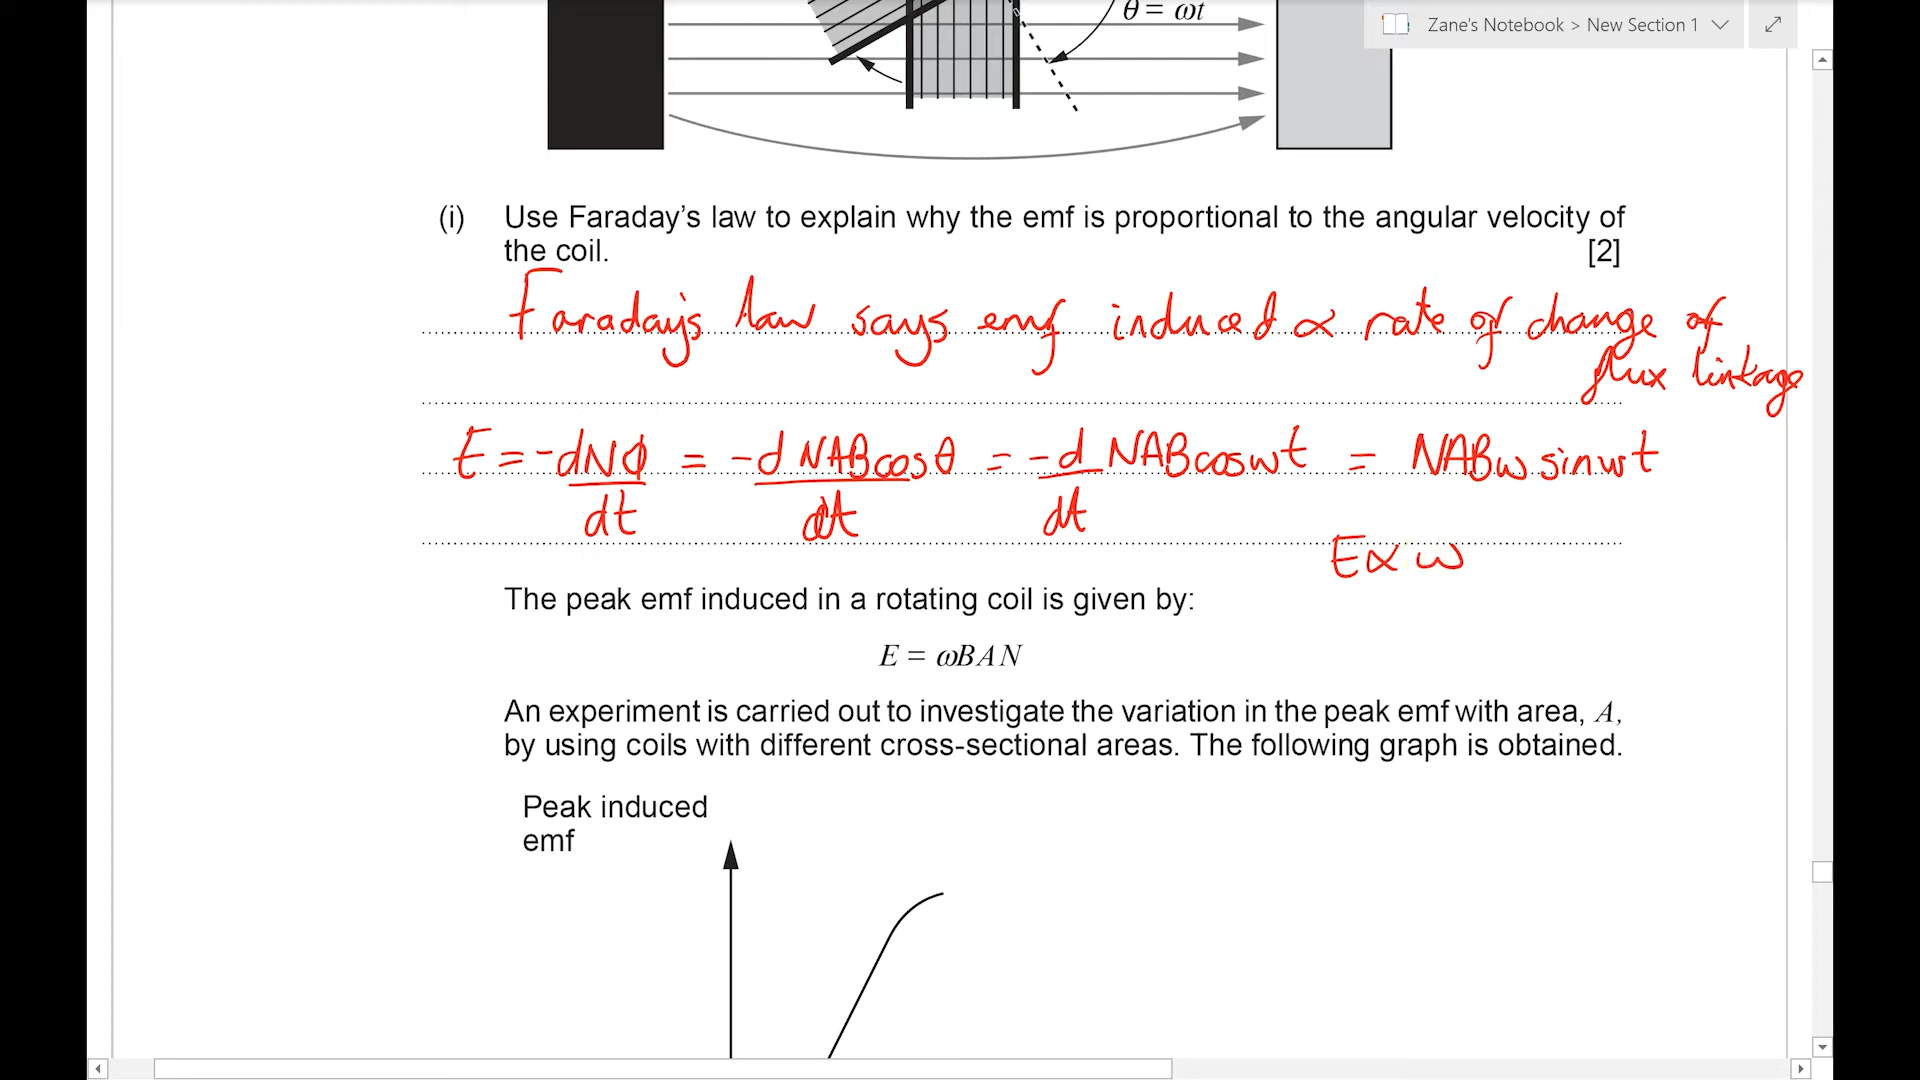 θ = ωt
Zane's Notebook > New Section 1
(i) Use Faraday's law to explain why the emf is proportional to the angular velocity of
the coil. [2]
Faraday's law says emf induced ∝ rate of change of
flux linkage
E = -dNϕ/dt = -dNABcosθ/dt = -d/dt NABcosωt = NABω sinωt
E ∝ ω
The peak emf induced in a rotating coil is given by:
E = ωBAN
An experiment is carried out to investigate the variation in the peak emf with area, A,
by using coils with different cross-sectional areas. The following graph is obtained.
Peak induced
emf